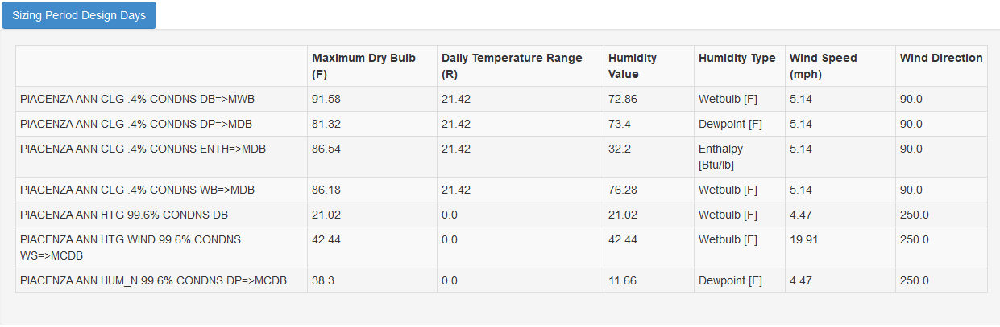 Sizing Period Design Days
Maximum Dry Bulb (F) Daily Temperature Range (R) Humidity Value Humidity Type Wind Speed (mph) Wind Direction
PIACENZA ANN CLG .4% CONDNS DB=>MWB 91.58 21.42 72.86 Wetbulb [F] 5.14 90.0
PIACENZA ANN CLG .4% CONDNS DP=>MDB 81.32 21.42 73.4 Dewpoint [F] 5.14 90.0
PIACENZA ANN CLG .4% CONDNS ENTH=>MDB 86.54 21.42 32.2 Enthalpy [Btu/lb] 5.14 90.0
PIACENZA ANN CLG .4% CONDNS WB=>MDB 86.18 21.42 76.28 Wetbulb [F] 5.14 90.0
PIACENZA ANN HTG 99.6% CONDNS DB 21.02 0.0 21.02 Wetbulb [F] 4.47 250.0
PIACENZA ANN HTG WIND 99.6% CONDNS WS=>MCDB 42.44 0.0 42.44 Wetbulb [F] 19.91 250.0
PIACENZA ANN HUM_N 99.6% CONDNS DP=>MCDB 38.3 0.0 11.66 Dewpoint [F] 4.47 250.0